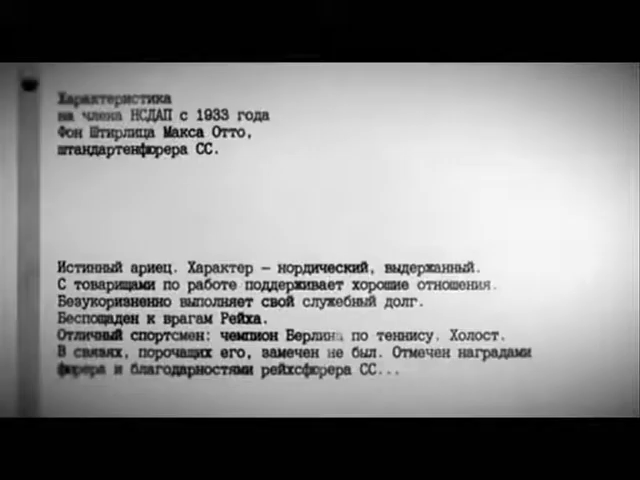 Характеристика
на члена НСДАП с 1933 года
Фон Штирлица Макса Отто,
штандартенфюрера СС.
Истинный ариец. Характер – нордический, выдержанный.
С товарищами по работе поддерживает хорошие отношения.
Безукоризненно выполняет свой служебный долг.
Беспощаден к врагам Рейха.
Отличный спортсмен: чемпион Берлина по теннису. Холост.
В связях, порочащих его, замечен не был. Отмечен наградами
фюрера и благодарностями рейхсфюрера СС...